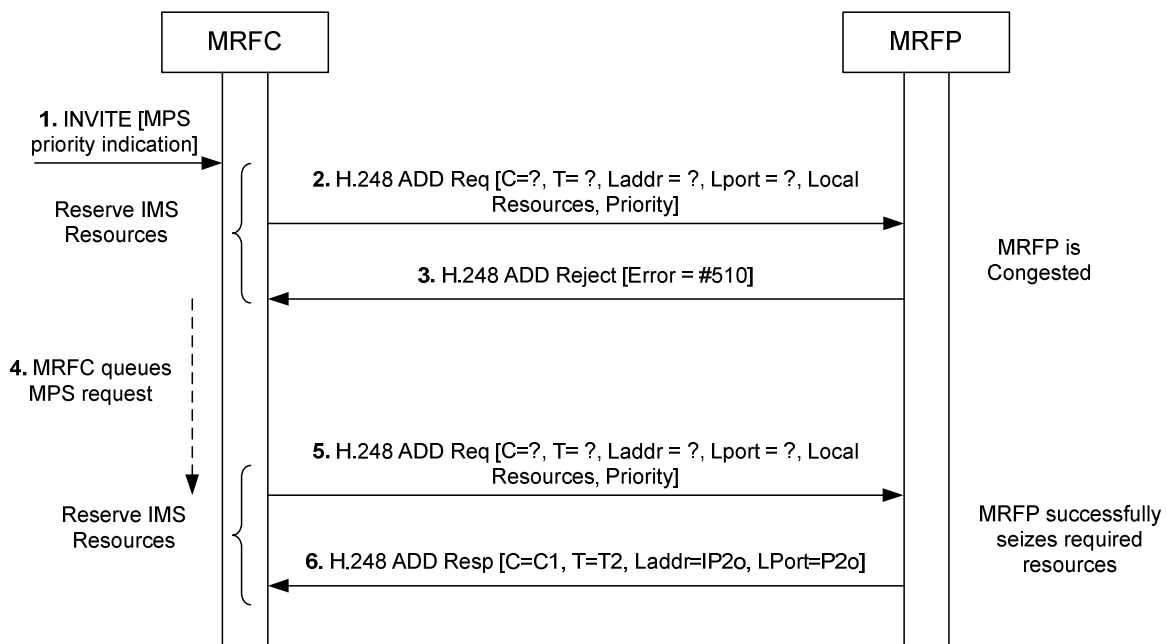 MRFC
MRFP
1. INVITE [MPS
priority indication]
2. H.248 ADD Req [C=?, T= ?, Laddr = ?, Lport = ?, Local
Resources, Priority]
Reserve IMS
Resources
MRFP is
Congested
3. H.248 ADD Reject [Error = #510]
4. MRFC queues
MPS request
5. H.248 ADD Req [C=?, T= ?, Laddr = ?, Lport = ?, Local
Resources, Priority]
Reserve IMS
Resources
MRFP successfully
seizes required
resources
6. H.248 ADD Resp [C=C1, T=T2, Laddr=IP2o, LPort=P2o]